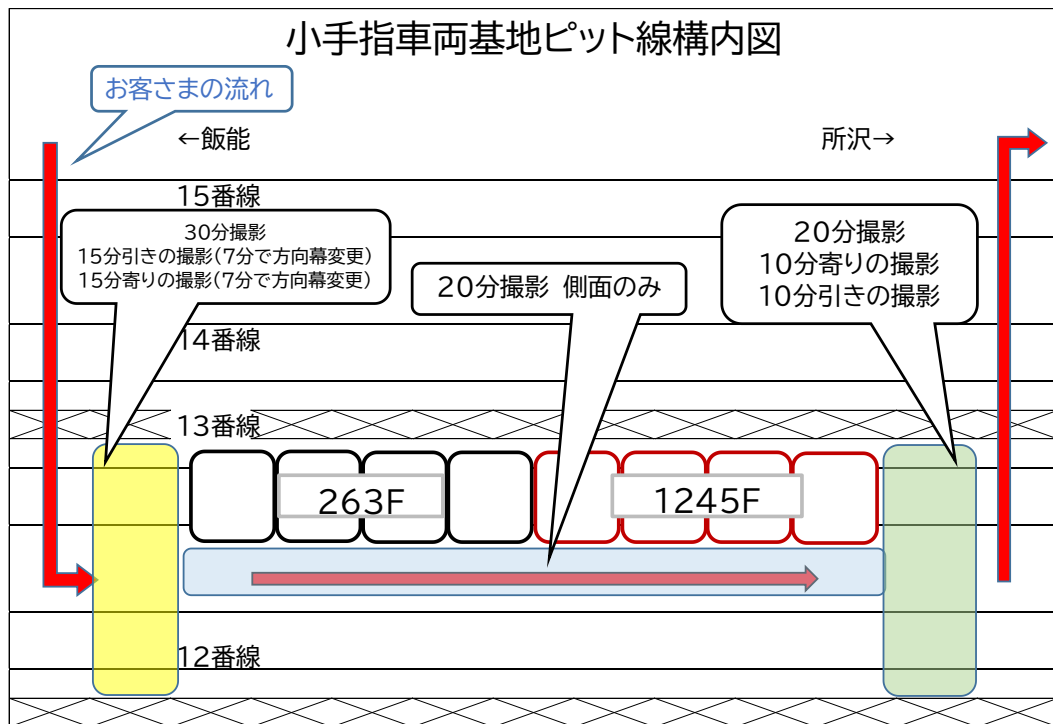 小手指車両基地ピット線構内図
お客さまの流れ
←飯能
所沢→
15番線
30分撮影
15分引きの撮影(7分で方向幕変更)
15分寄りの撮影(7分で方向幕変更)
20分撮影 側面のみ
20分撮影
10分寄りの撮影
10分引きの撮影
14番線
13番線
263F
1245F
12番線